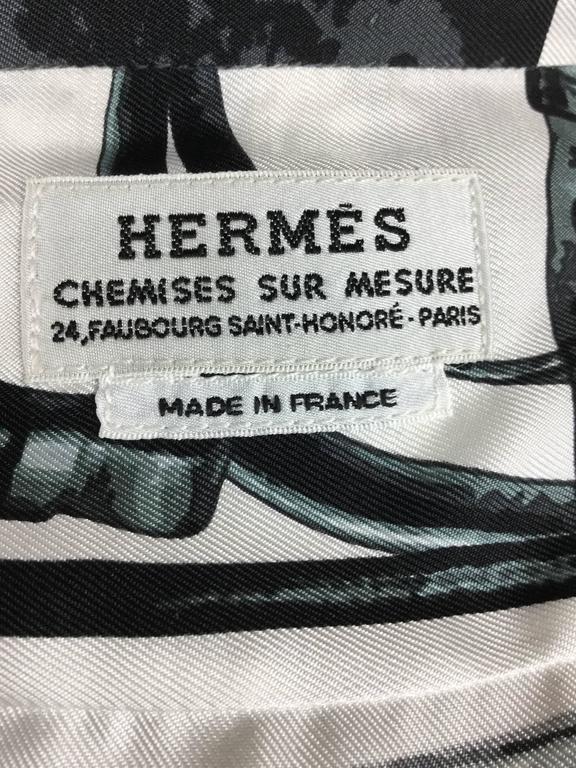 HERMÈS
CHEMISES SUR MESURE
24, FAUBOURG SAINT-HONORÉ - PARIS
MADE IN FRANCE